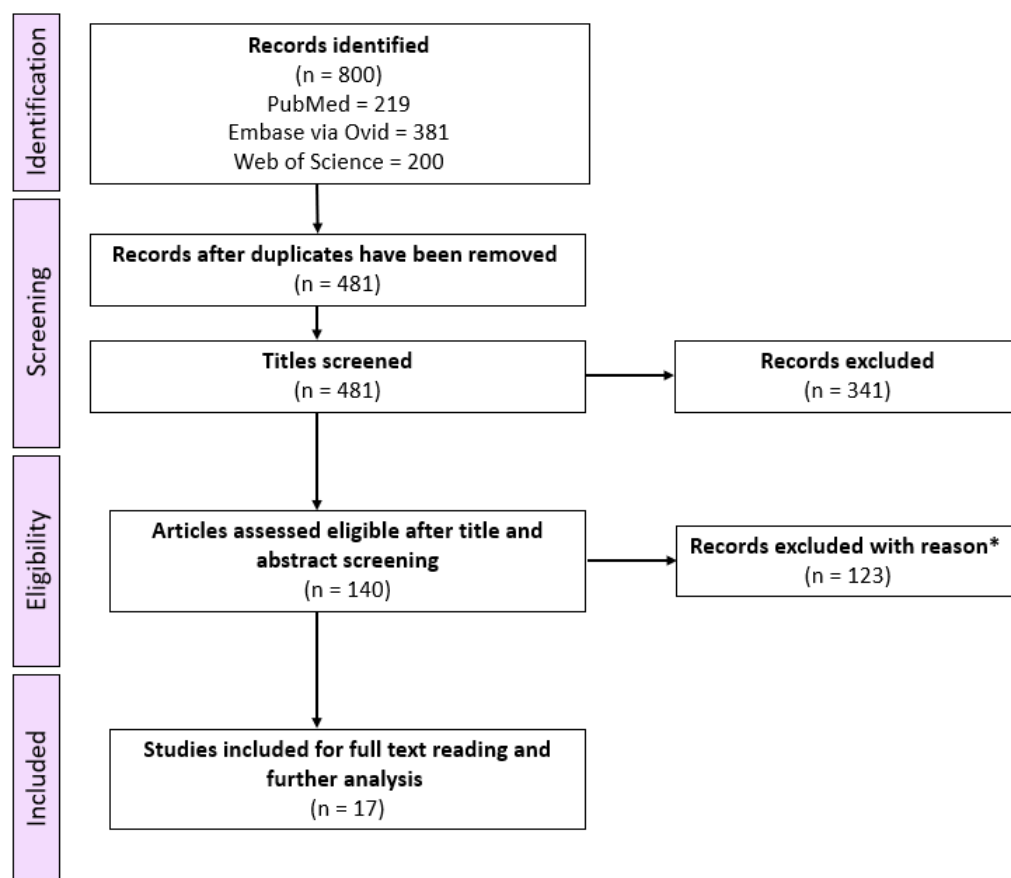 Identification
Records identified
(n = 800)
PubMed = 219
Embase via Ovid = 381
Web of Science = 200
Screening
Records after duplicates have been removed
(n = 481)
Titles screened
(n = 481)
Records excluded
(n = 341)
Eligibility
Articles assessed eligible after title and
abstract screening
(n = 140)
Records excluded with reason*
(n = 123)
Included
Studies included for full text reading and
further analysis
(n = 17)